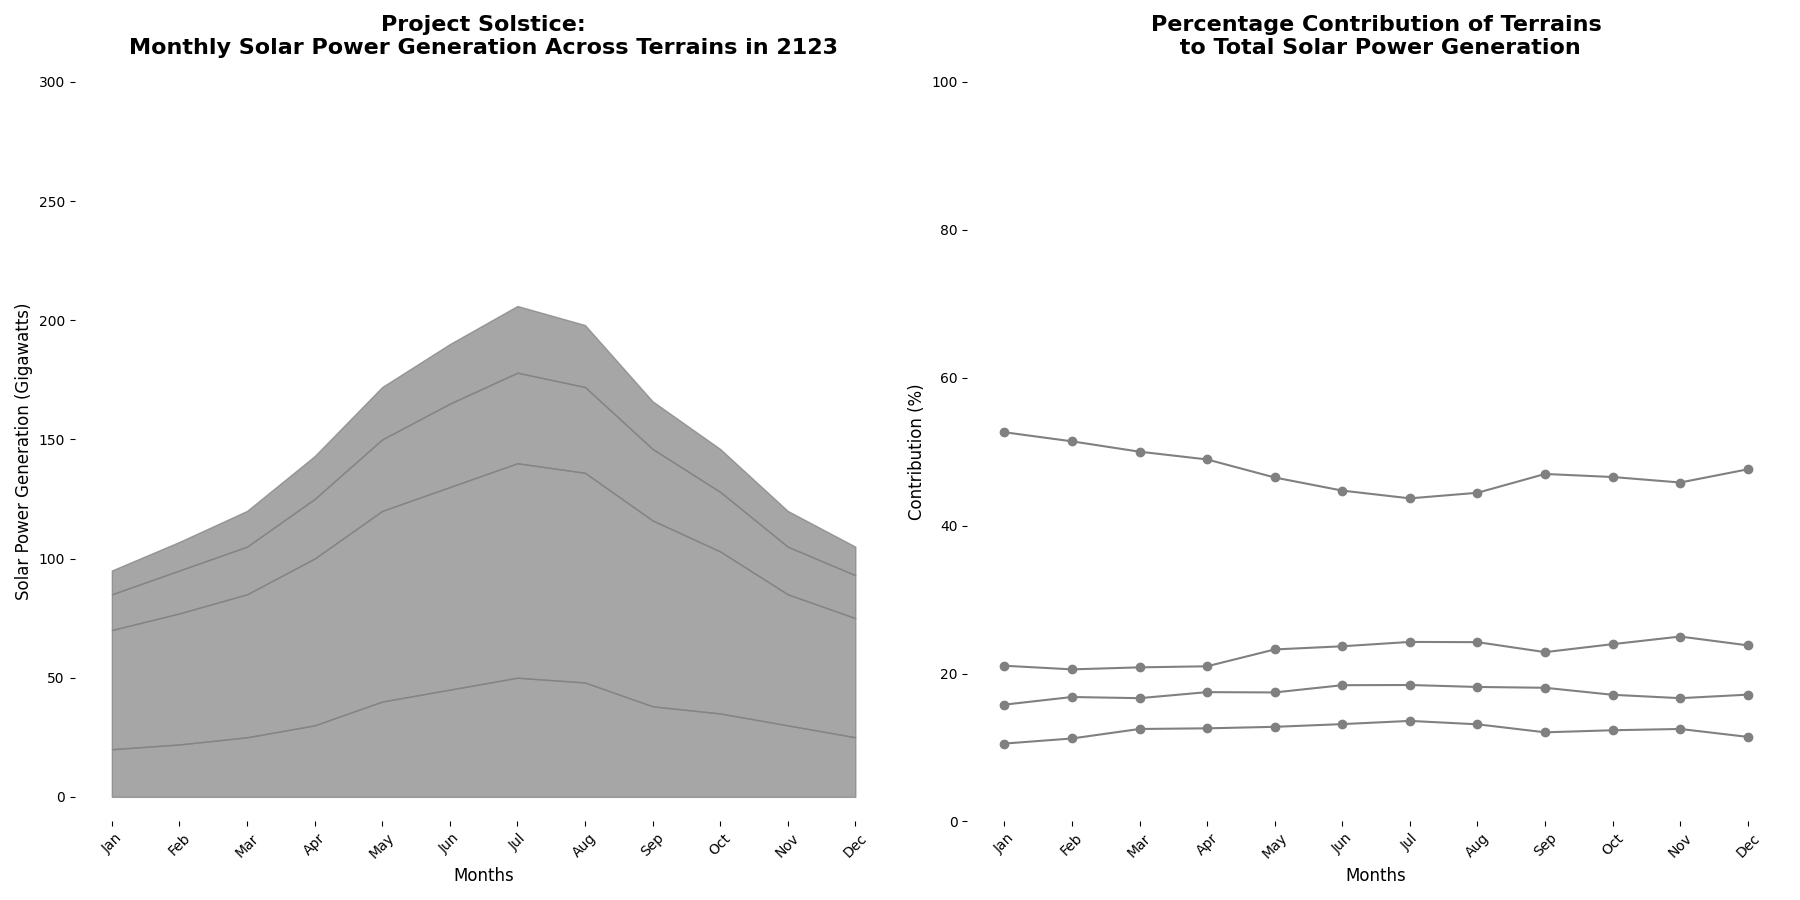 Project Solstice:
Monthly Solar Power Generation Across Terrains in 2123
300
250
200
150
100
50
0
Solar Power Generation (Gigawatts)
Jan
Feb
Mar
Apr
May
Jun
Jul
Aug
Sep
Oct
Nov
Dec
Months
Percentage Contribution of Terrains
to Total Solar Power Generation
100
80
60
40
20
0
Contribution (%)
Jan
Feb
Mar
Apr
May
Jun
Jul
Aug
Sep
Oct
Nov
Dec
Months